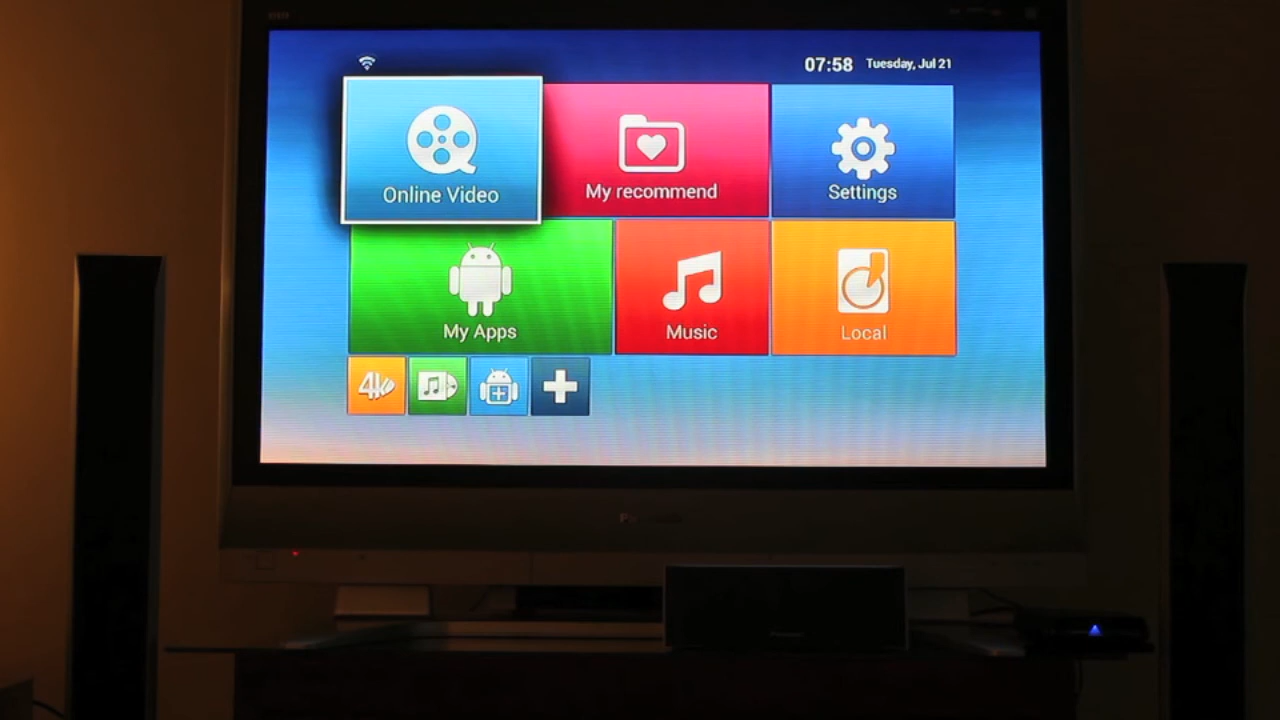 07:58 Tuesday, Jul 21
Online Video
My recommend
Settings
My Apps
Music
Local
4k